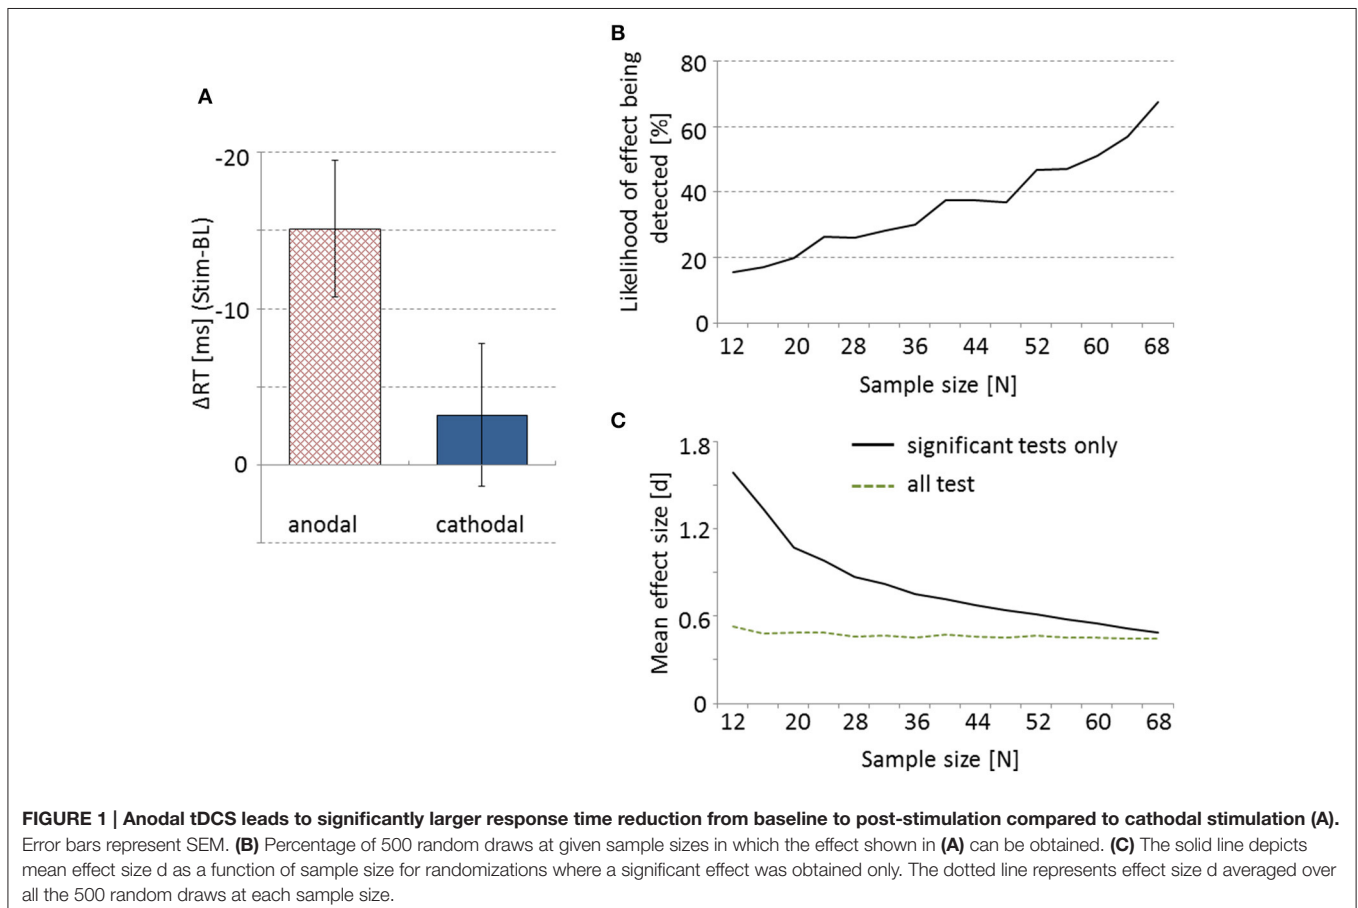 A
ΔRT [ms] (Stim-BL)
-20
-10
0
anodal
cathodal
B
Likelihood of effect being
detected [%]
80
60
40
20
0
12 20 28 36 44 52 60 68
Sample size [N]
C
Mean effect size [d]
1.8
1.2
0.6
0
significant tests only
all test
12 20 28 36 44 52 60 68
Sample size [N]
FIGURE 1 | Anodal tDCS leads to significantly larger response time reduction from baseline to post-stimulation compared to cathodal stimulation (A).
Error bars represent SEM. (B) Percentage of 500 random draws at given sample sizes in which the effect shown in (A) can be obtained. (C) The solid line depicts
mean effect size d as a function of sample size for randomizations where a significant effect was obtained only. The dotted line represents effect size d averaged over
all the 500 random draws at each sample size.